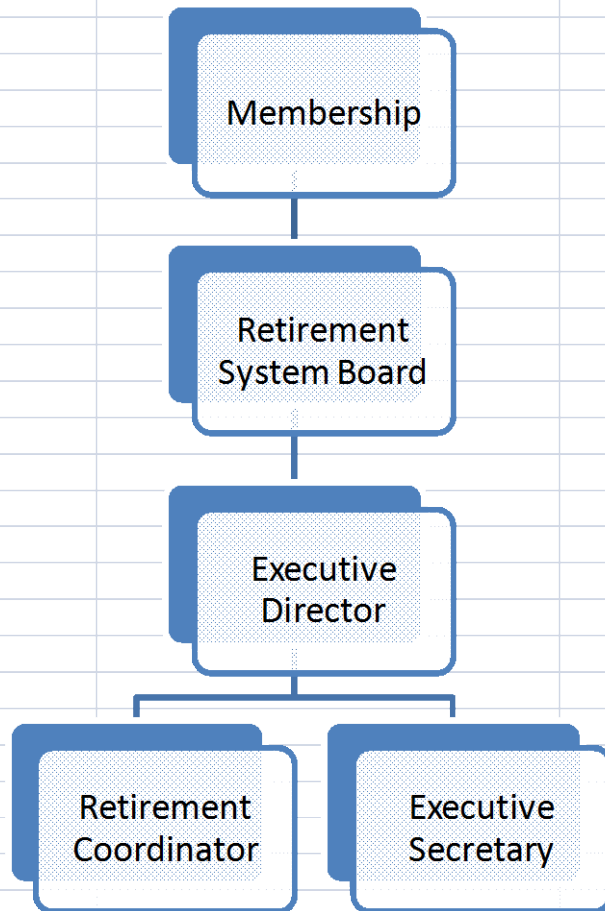 Membership
Retirement
System Board
Executive
Director
Retirement
Coordinator
Executive
Secretary